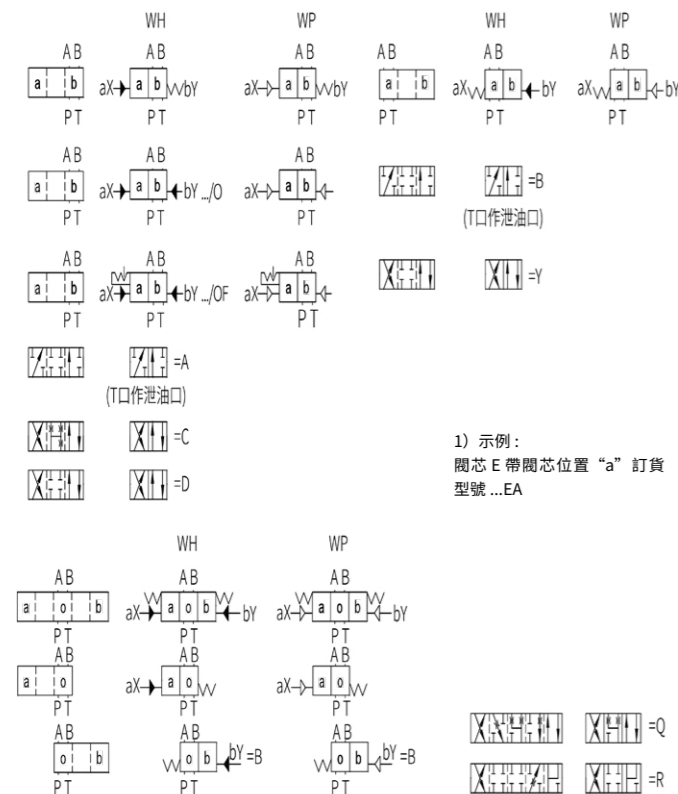 WH WP WH WP
AB AB AB AB AB AB
a b aX a b bY aX a b bY a b aX a b bY aX a b bY
PT PT PT PT PT PT
AB AB AB
a b aX a b bY .../O aX a b =B
PT PT PT (T口作泄油口)
AB AB AB
a b aX a b bY .../OF aX a b =Y
PT PT PT
=A
(T口作泄油口)
=C
=D
1）示例：
閥芯 E 帶閥芯位置“a”訂貨
型號 ...EA
WH WP
AB AB AB
a o b aX a o b bY aX a o b bY
PT PT PT
AB AB AB
a o aX a o aX a o
PT PT PT
AB AB AB
o b o b bY =B o b bY =B
PT PT PT
=Q
=R